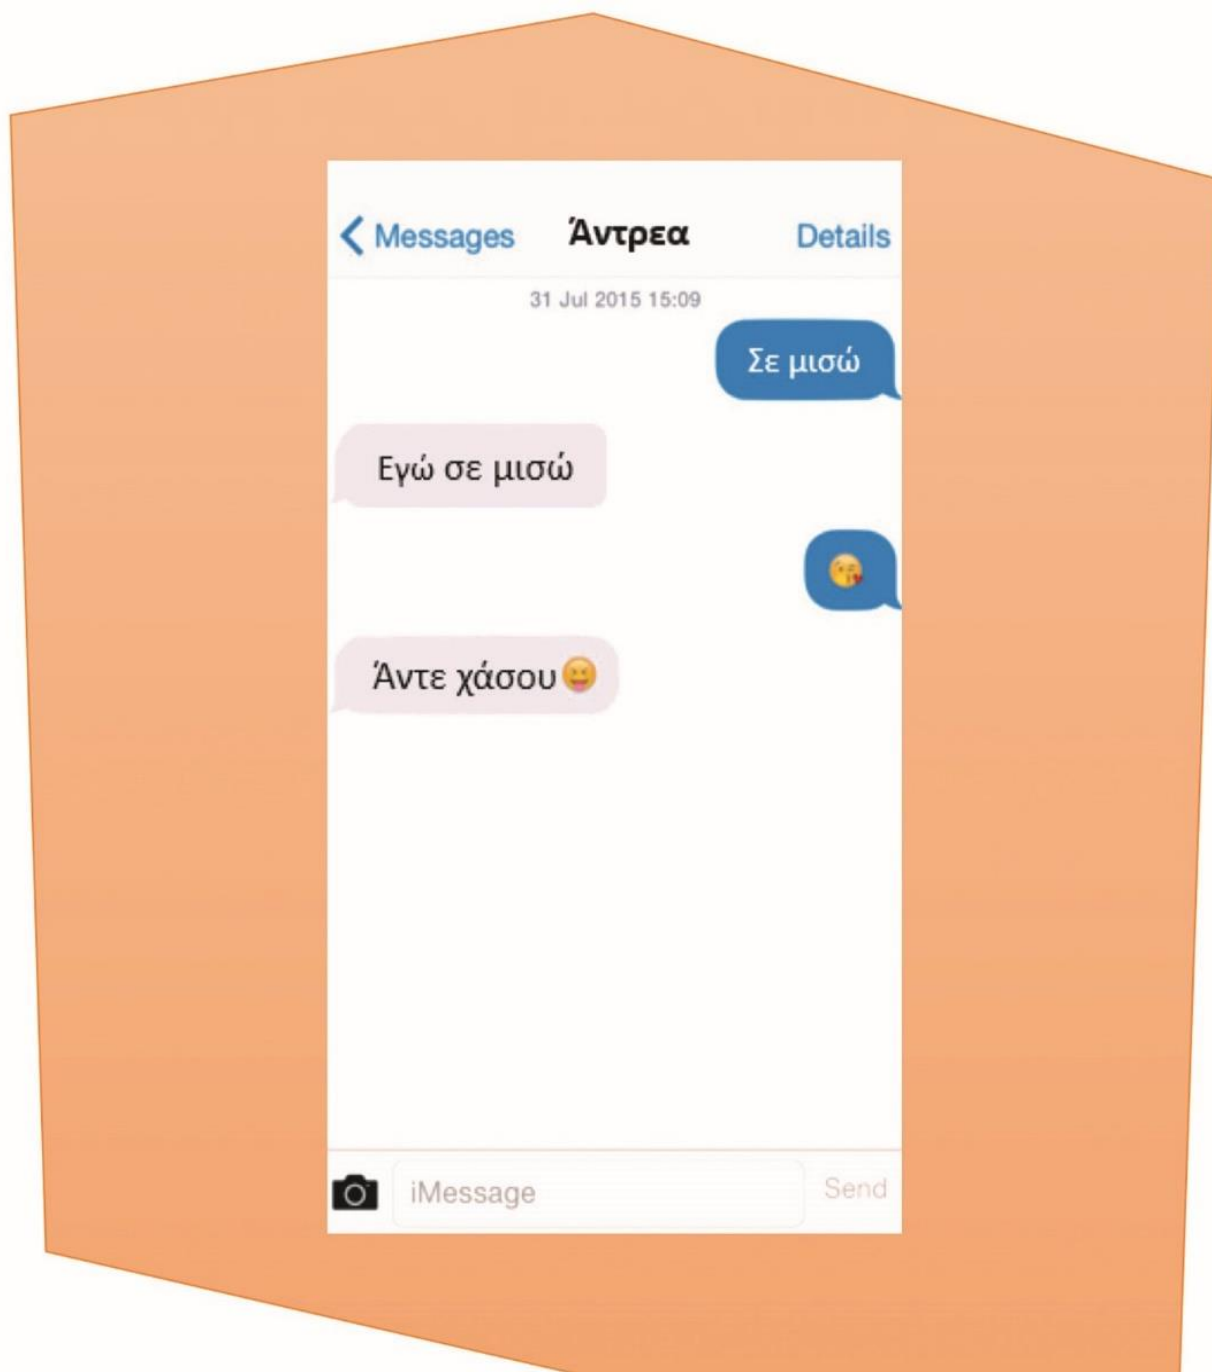 Messages Άντρεα Details
31 Jul 2015 15:09
Σε μισώ
Εγώ σε μισώ
😘
Άντε χάσου😛
iMessage Send